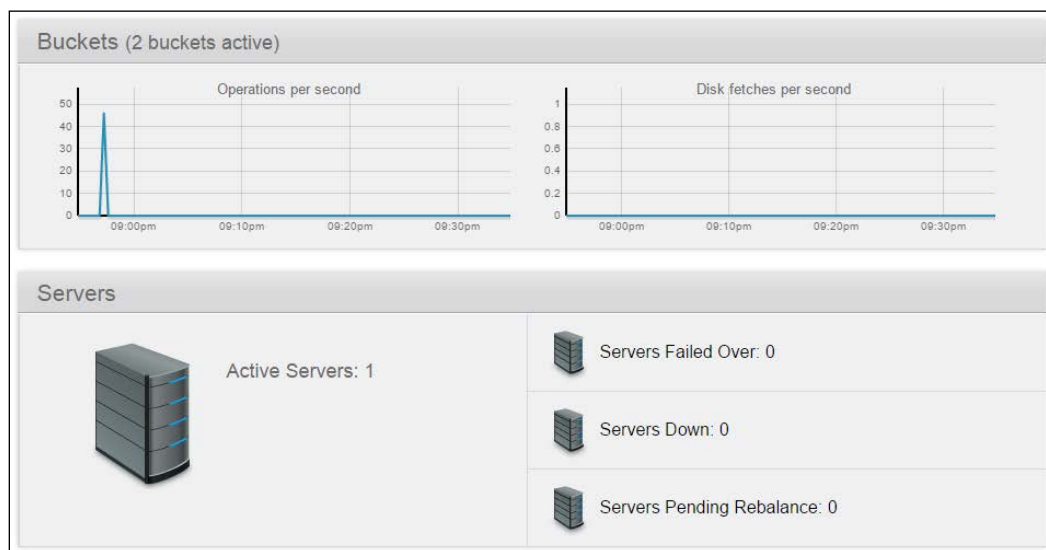 Buckets (2 buckets active)
Operations per second
50
40
30
20
10
0
09:00pm 09:10pm 09:20pm 09:30pm
Disk fetches per second
1
0.8
0.6
0.4
0.2
0
09:00pm 09:10pm 09:20pm 09:30pm
Servers
Active Servers: 1
Servers Failed Over: 0
Servers Down: 0
Servers Pending Rebalance: 0